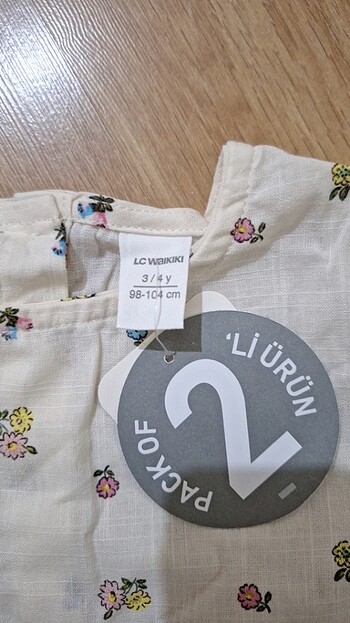 LC WAIKIKI
3 / 4 y
98-104 cm
2
'Lİ ÜRÜN
PACK OF